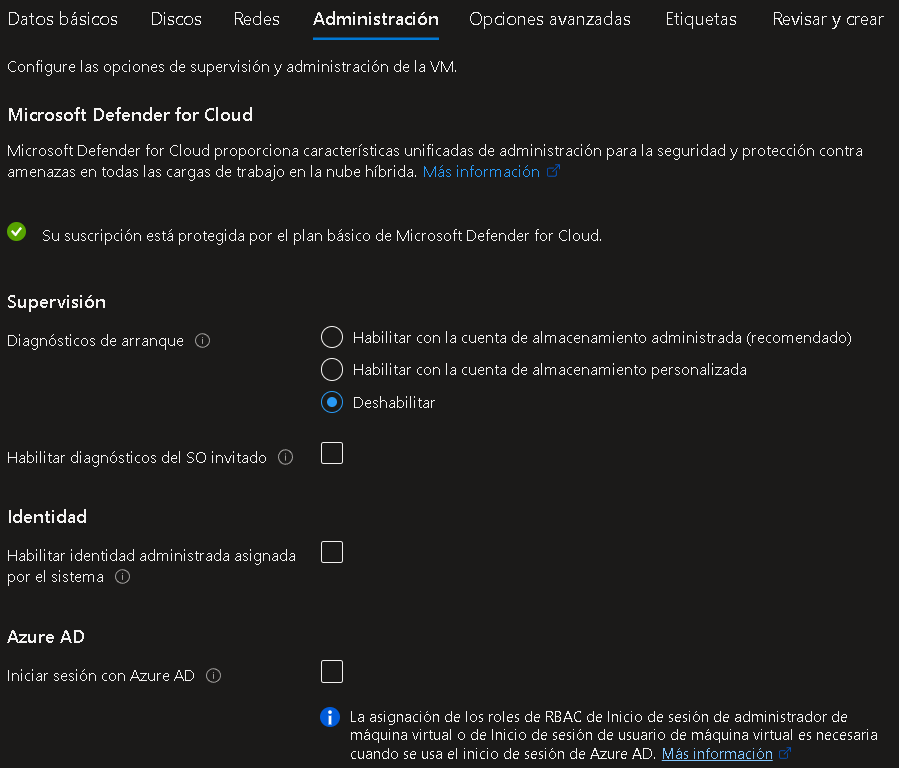 Datos básicos Discos Redes Administración Opciones avanzadas Etiquetas Revisar y crear
Configure las opciones de supervisión y administración de la VM.
Microsoft Defender for Cloud
Microsoft Defender for Cloud proporciona características unificadas de administración para la seguridad y protección contra
amenazas en todas las cargas de trabajo en la nube híbrida. Más información
Su suscripción está protegida por el plan básico de Microsoft Defender for Cloud.
Supervisión
Diagnósticos de arranque
Habilitar con la cuenta de almacenamiento administrada (recomendado)
Habilitar con la cuenta de almacenamiento personalizada
Deshabilitar
Habilitar diagnósticos del SO invitado
Identidad
Habilitar identidad administrada asignada
por el sistema
Azure AD
Iniciar sesión con Azure AD
La asignación de los roles de RBAC de Inicio de sesión de administrador de
máquina virtual o de Inicio de sesión de usuario de máquina virtual es necesaria
cuando se usa el inicio de sesión de Azure AD. Más información